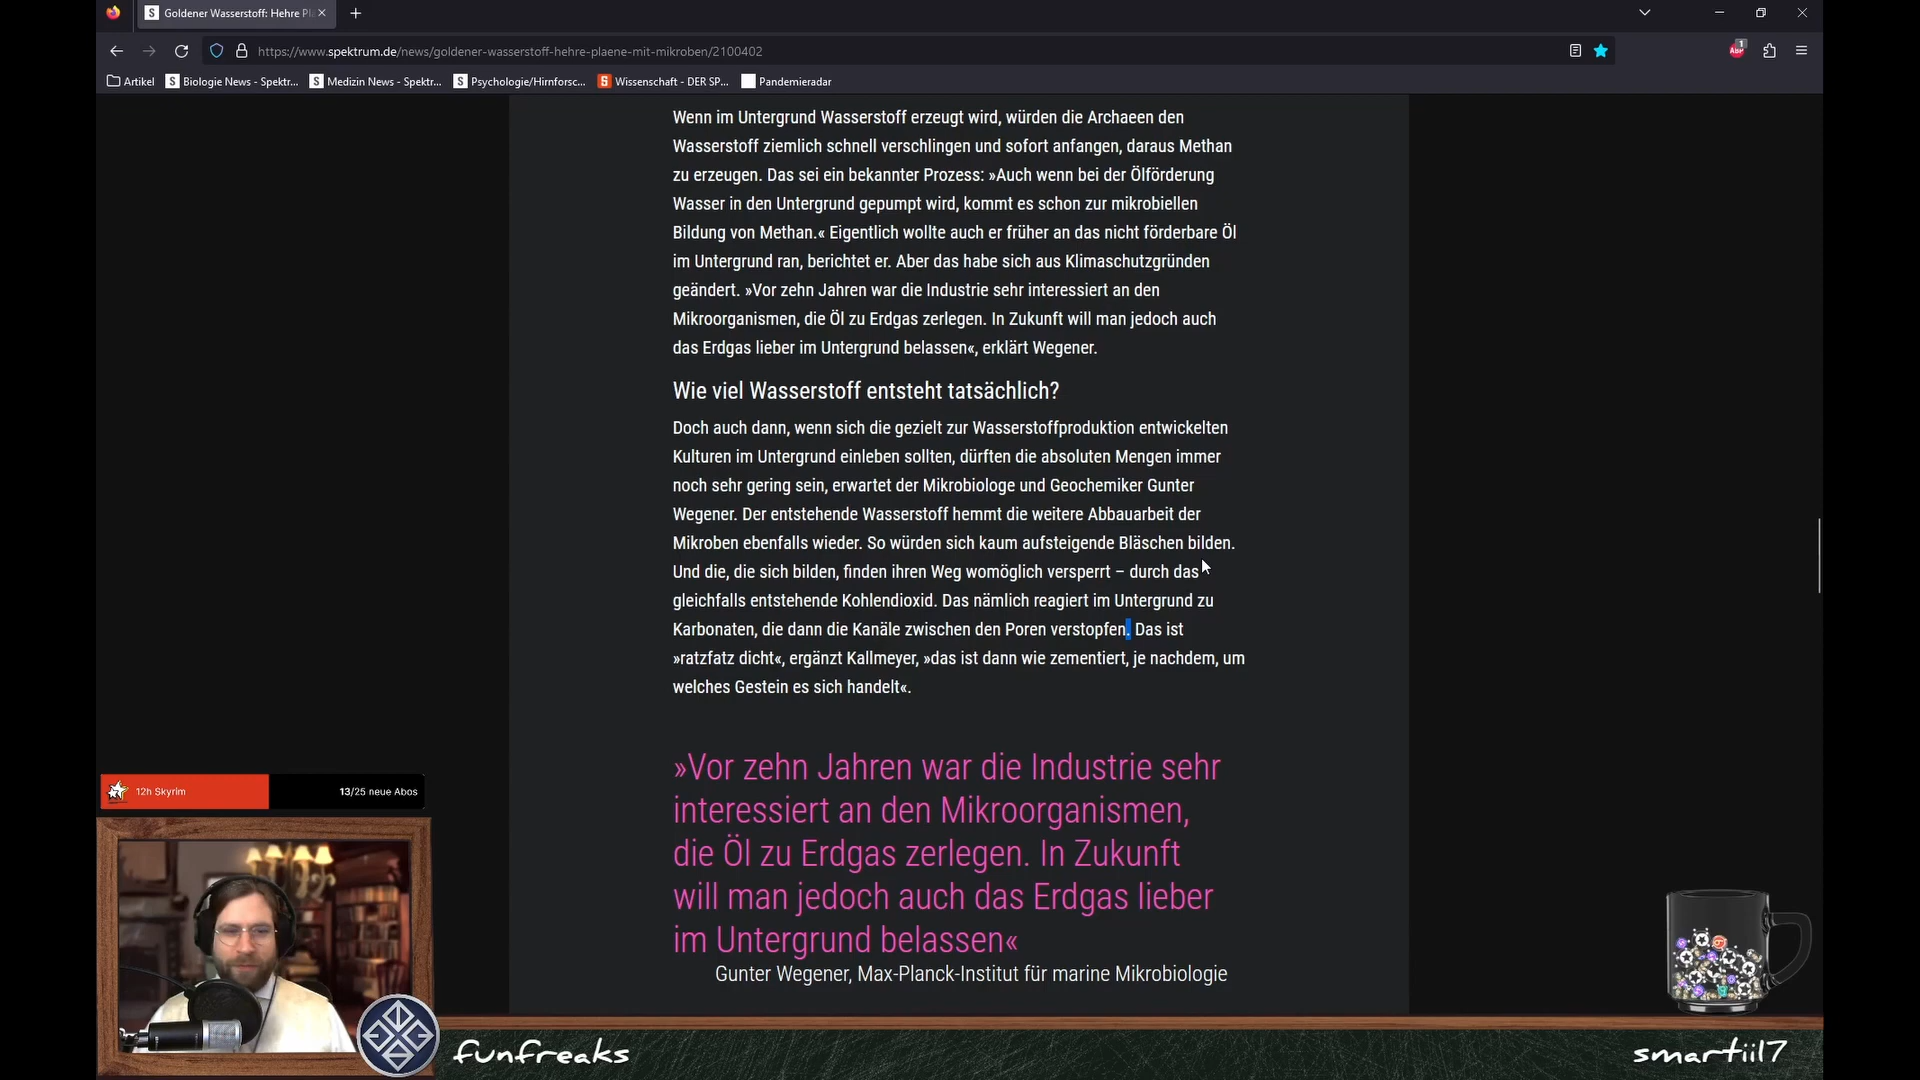 Goldener Wasserstoff: Hehre Pl
https://www.spektrum.de/news/goldener-wasserstoff-hehre-plaene-mit-mikroben/2100402
ABP 1
Artikel
Biologie News - Spektr...
Medizin News - Spektr...
Psychologie/Hirnforsc...
Wissenschaft - DER SP...
Pandemieradar
Wenn im Untergrund Wasserstoff erzeugt wird, würden die Archaeen den
Wasserstoff ziemlich schnell verschlingen und sofort anfangen, daraus Methan
zu erzeugen. Das sei ein bekannter Prozess: »Auch wenn bei der Ölförderung
Wasser in den Untergrund gepumpt wird, kommt es schon zur mikrobiellen
Bildung von Methan.« Eigentlich wollte auch er früher an das nicht förderbare Öl
im Untergrund ran, berichtet er. Aber das habe sich aus Klimaschutzgründen
geändert. »Vor zehn Jahren war die Industrie sehr interessiert an den
Mikroorganismen, die Öl zu Erdgas zerlegen. In Zukunft will man jedoch auch
das Erdgas lieber im Untergrund belassen«, erklärt Wegener.
Wie viel Wasserstoff entsteht tatsächlich?
Doch auch dann, wenn sich die gezielt zur Wasserstoffproduktion entwickelten
Kulturen im Untergrund einleben sollten, dürften die absoluten Mengen immer
noch sehr gering sein, erwartet der Mikrobiologe und Geochemiker Gunter
Wegener. Der entstehende Wasserstoff hemmt die weitere Abbauarbeit der
Mikroben ebenfalls wieder. So würden sich kaum aufsteigende Bläschen bilden.
Und die, die sich bilden, finden ihren Weg womöglich versperrt – durch das
gleichfalls entstehende Kohlendioxid. Das nämlich reagiert im Untergrund zu
Karbonaten, die dann die Kanäle zwischen den Poren verstopfen. Das ist
»ratzfatz dicht«, ergänzt Kallmeyer, »das ist dann wie zementiert, je nachdem, um
welches Gestein es sich handelt«.
»Vor zehn Jahren war die Industrie sehr
interessiert an den Mikroorganismen,
die Öl zu Erdgas zerlegen. In Zukunft
will man jedoch auch das Erdgas lieber
im Untergrund belassen«
Gunter Wegener, Max-Planck-Institut für marine Mikrobiologie
12h Skyrim
13/25 neue Abos
funfreaks
smartii17